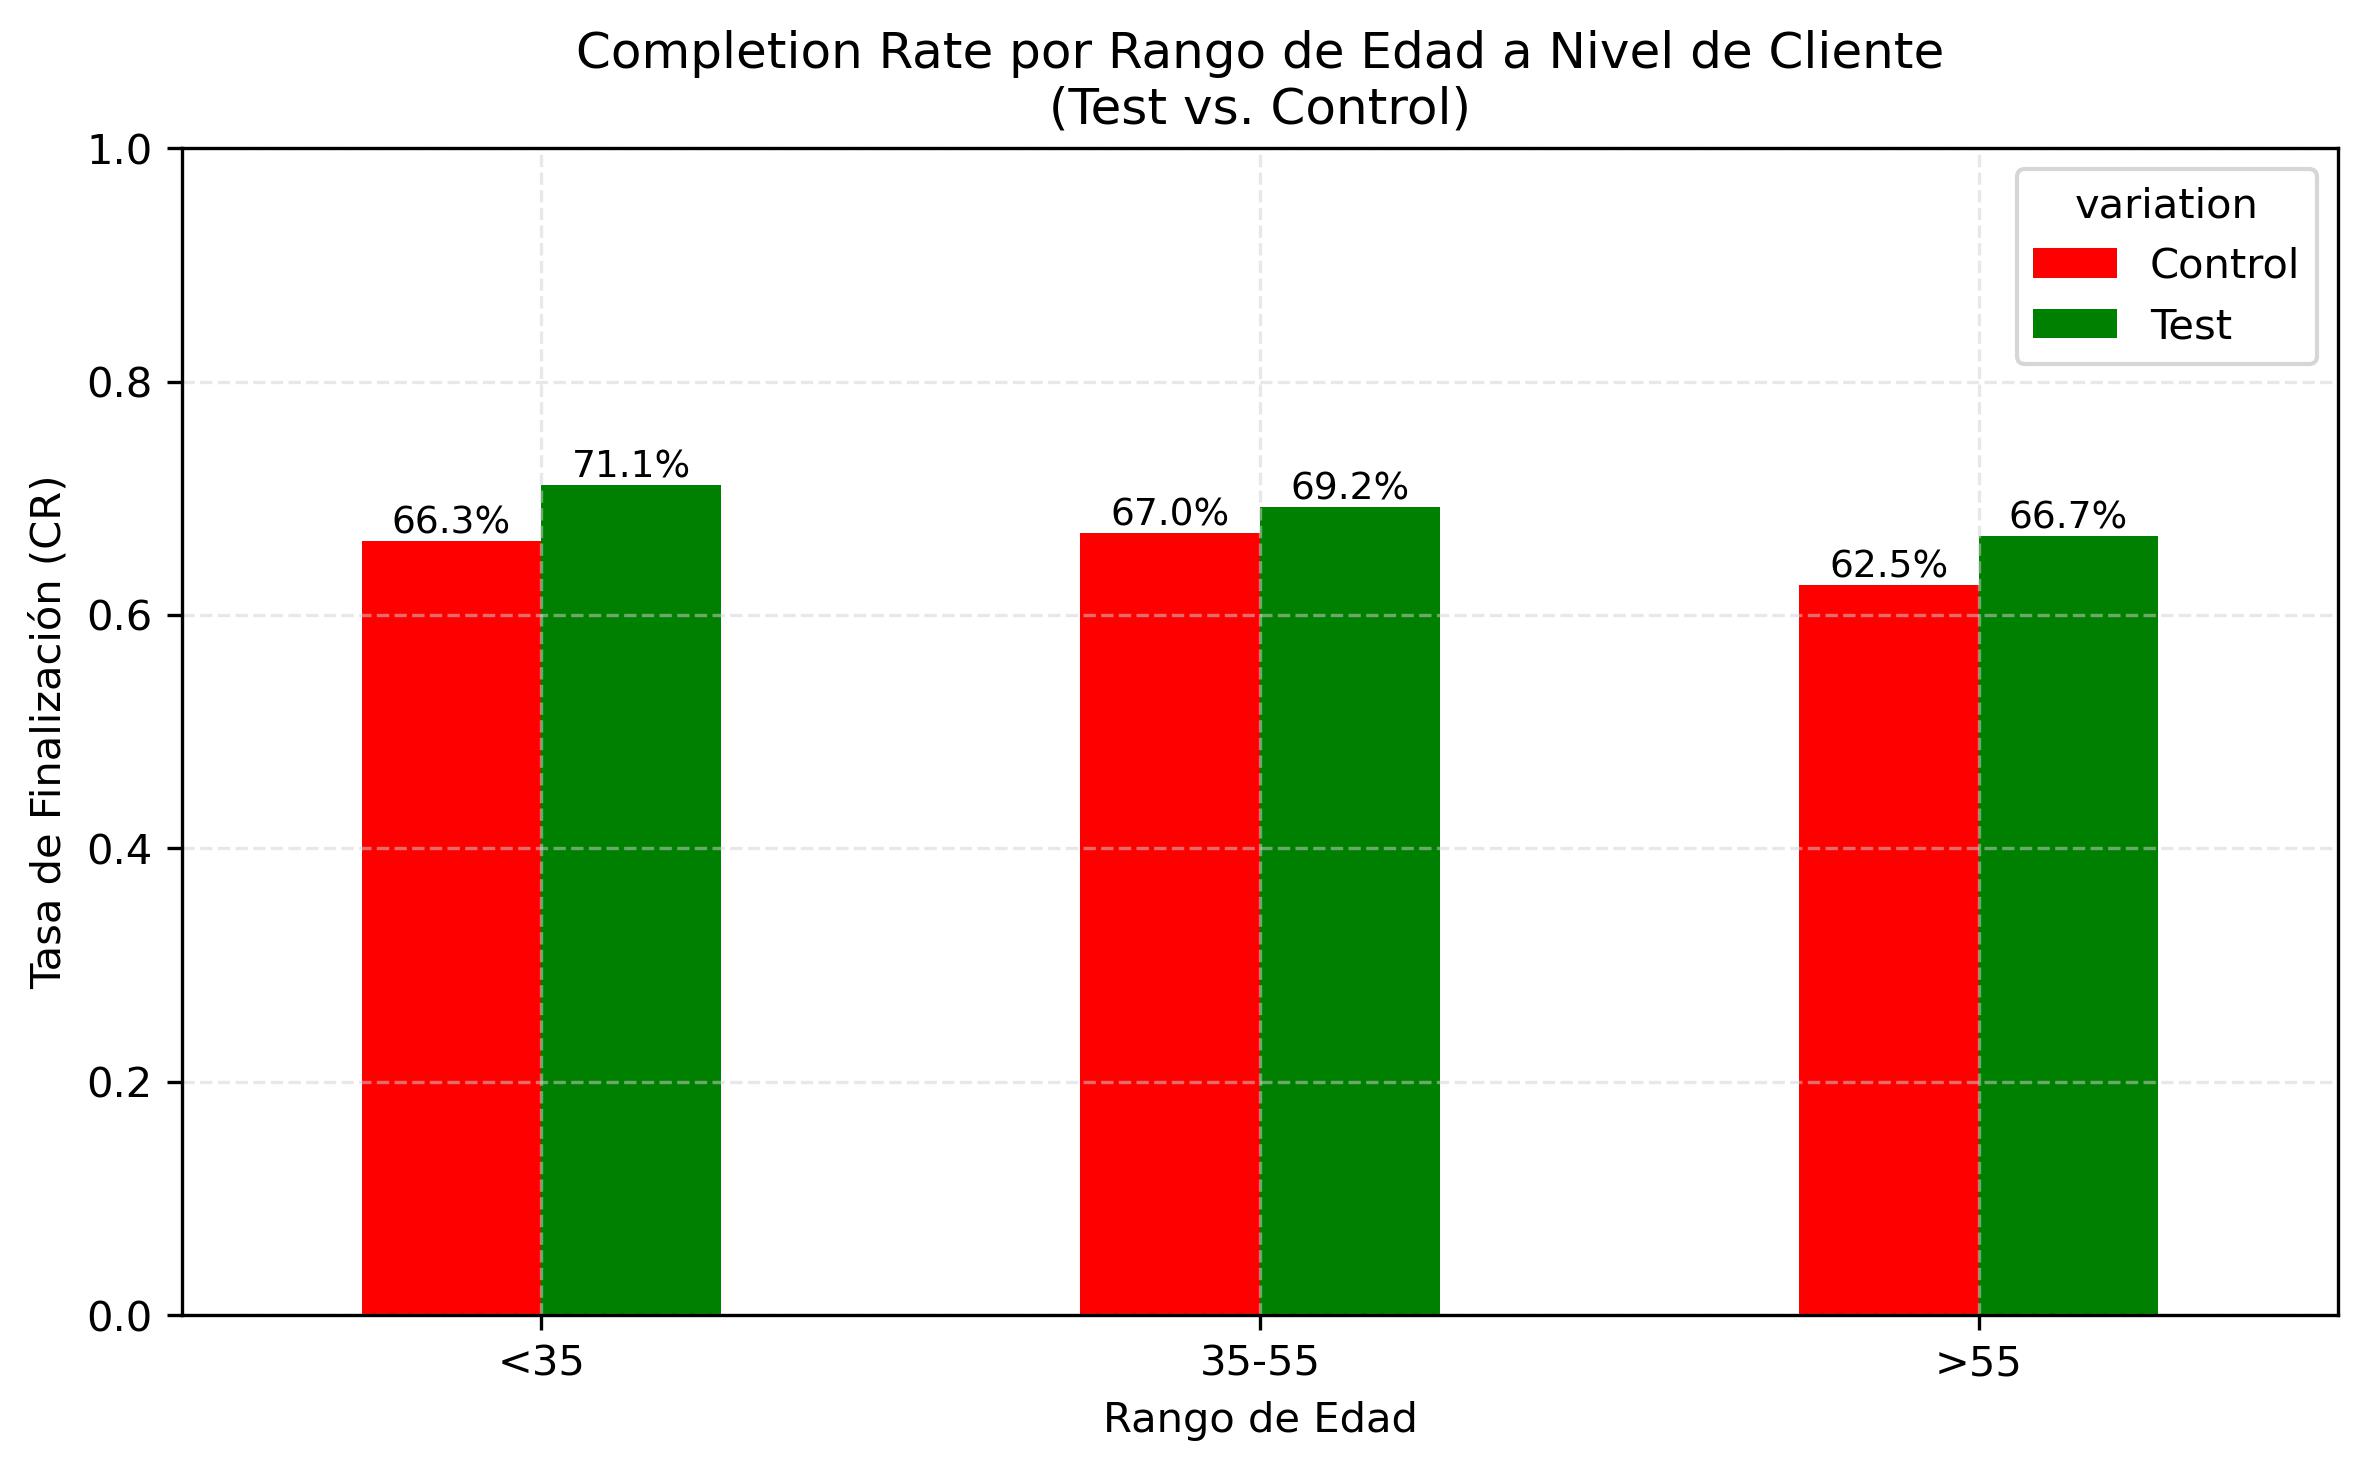 Completion Rate por Rango de Edad a Nivel de Cliente
(Test vs. Control)
variation
Control
Test
Tasa de Finalización (CR)
1.0
0.8
0.6
0.4
0.2
0.0
66.3%
71.1%
67.0%
69.2%
62.5%
66.7%
<35
35-55
>55
Rango de Edad